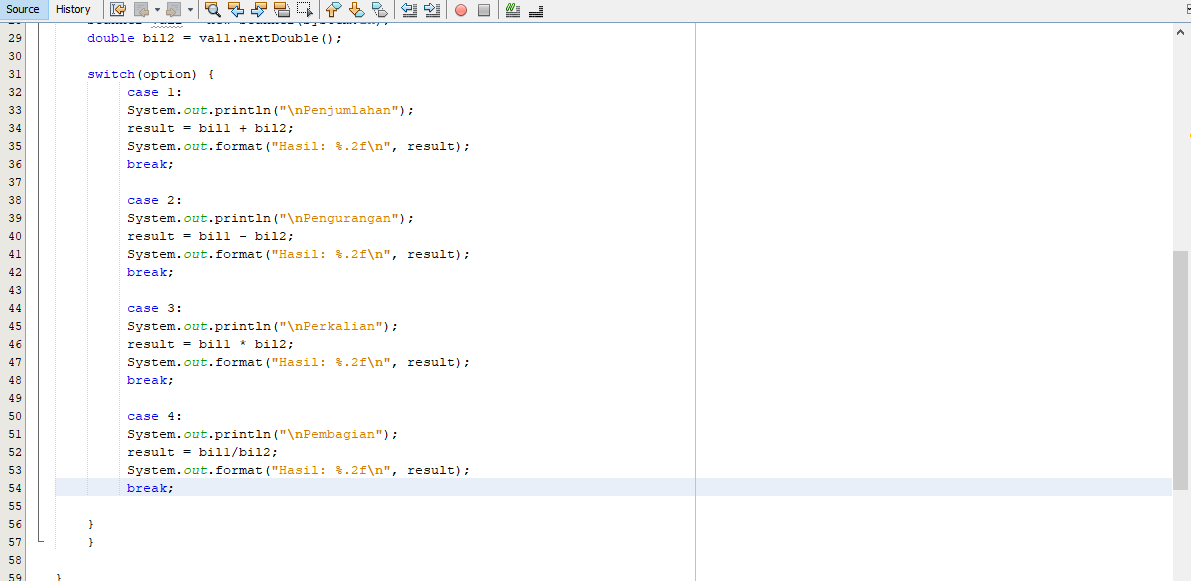 Source History
29 double bil2 = val1.nextDouble();
30
31 switch(option) {
32 case 1:
33 System.out.println("\nPenjumlahan");
34 result = bil1 + bil2;
35 System.out.format("Hasil: %.2f\n", result);
36 break;
37
38 case 2:
39 System.out.println("\nPengurangan");
40 result = bil1 - bil2;
41 System.out.format("Hasil: %.2f\n", result);
42 break;
43
44 case 3:
45 System.out.println("\nPerkalian");
46 result = bil1 * bil2;
47 System.out.format("Hasil: %.2f\n", result);
48 break;
49
50 case 4:
51 System.out.println("\nPembagian");
52 result = bil1/bil2;
53 System.out.format("Hasil: %.2f\n", result);
54 break;
55
56 }
57 }
58
59 }